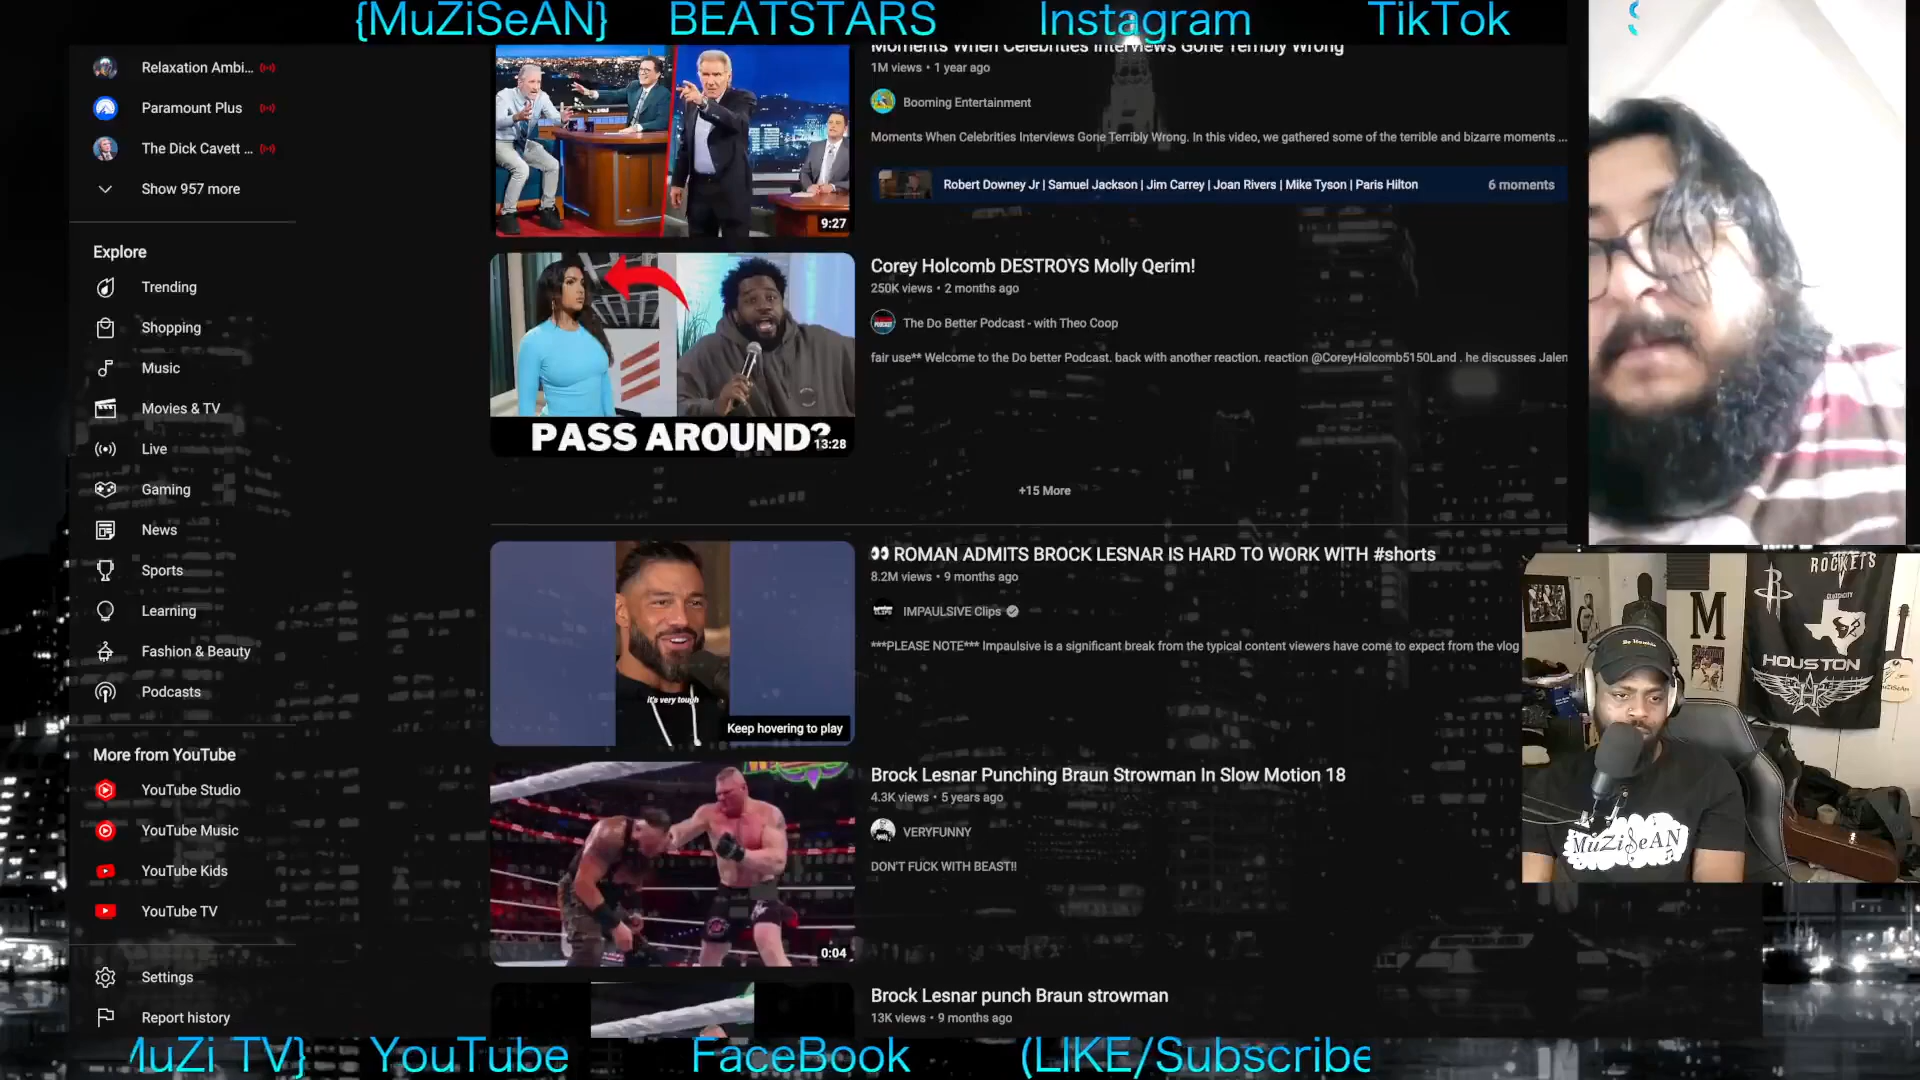 {MuZiSeAN} BEATSTARS Instagram TikTok
Relaxation Ambi...
Paramount Plus
The Dick Cavett ...
Show 957 more
Explore
Trending
Shopping
Music
Movies & TV
Live
Gaming
News
Sports
Learning
Fashion & Beauty
Podcasts
More from YouTube
YouTube Studio
YouTube Music
YouTube Kids
YouTube TV
Settings
Report history
9:27
Moments When Celebrities Interviews Gone Terribly Wrong
1M views • 1 year ago
Booming Entertainment
Moments When Celebrities Interviews Gone Terribly Wrong. In this video, we gathered some of the terrible and bizarre moments ...
Robert Downey Jr | Samuel Jackson | Jim Carrey | Joan Rivers | Mike Tyson | Paris Hilton 6 moments
PASS AROUND?
13:28
Corey Holcomb DESTROYS Molly Qerim!
250K views • 2 months ago
The Do Better Podcast - with Theo Coop
fair use** Welcome to the Do better Podcast. back with another reaction. reaction @CoreyHolcomb5150Land . he discusses Jalen
+15 More
it's very tough
Keep hovering to play
👀 ROMAN ADMITS BROCK LESNAR IS HARD TO WORK WITH #shorts
8.2M views • 9 months ago
IMPAULSIVE Clips
***PLEASE NOTE*** Impaulsive is a significant break from the typical content viewers have come to expect from the vlog
0:04
Brock Lesnar Punching Braun Strowman In Slow Motion 18
4.3K views • 5 years ago
VERYFUNNY
DON'T FUCK WITH BEAST!!
Brock Lesnar punch Braun strowman
13K views • 9 months ago
ROCKETS
M
HOUSTON
MuZiSeAN
MuZiSeAN
MuZi TV} YouTube FaceBook (LIKE/Subscribe